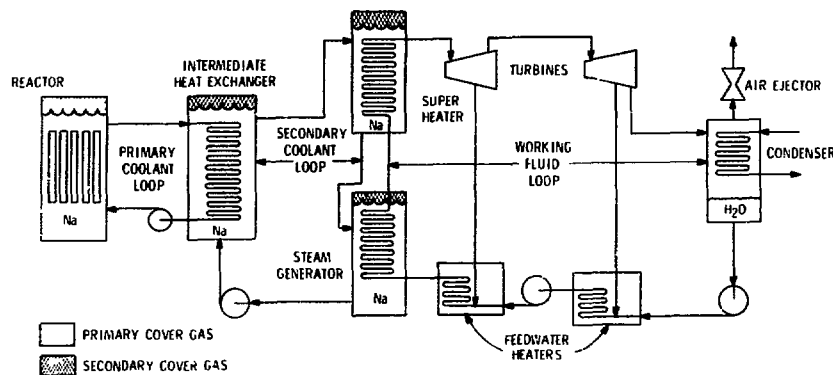 REACTOR
Na
PRIMARY
COOLANT
LOOP
INTERMEDIATE
HEAT EXCHANGER
Na
SECONDARY
COOLANT
LOOP
Na
SUPER
HEATER
STEAM
GENERATOR
Na
TURBINES
WORKING
FLUID
LOOP
FEEDWATER
HEATERS
AIR EJECTOR
CONDENSER
H₂O
PRIMARY COVER GAS
SECONDARY COVER GAS